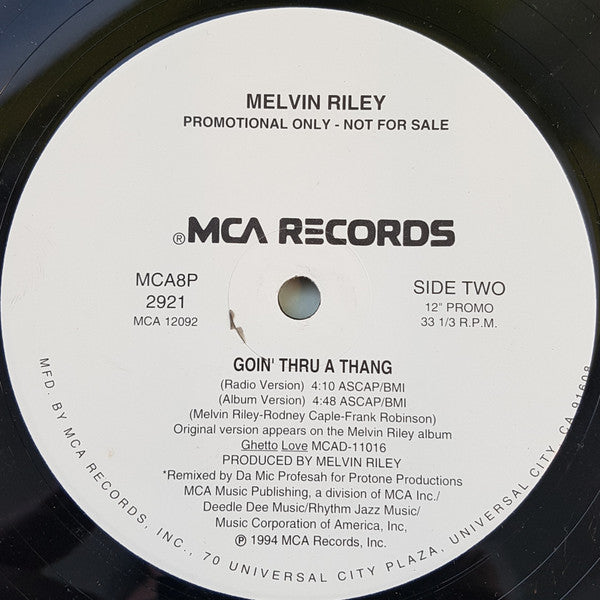 MELVIN RILEY
PROMOTIONAL ONLY - NOT FOR SALE
®MCA RECORDS
MCA8P
2921
MCA 12092
SIDE TWO
12" PROMO
33 1/3 R.P.M.
GOIN' THRU A THANG
(Radio Version) 4:10 ASCAP/BMI
(Album Version) 4:48 ASCAP/BMI
(Melvin Riley-Rodney Caple-Frank Robinson)
Original version appears on the Melvin Riley album
Ghetto Love MCAD-11016
PRODUCED BY MELVIN RILEY
*Remixed by Da Mic Profesah for Protone Productions
MCA Music Publishing, a division of MCA Inc./
Deedle Dee Music/Rhythm Jazz Music/
Music Corporation of America, Inc,
℗ 1994 MCA Records, Inc.
MFD. BY MCA RECORDS, INC., 70 UNIVERSAL CITY PLAZA, UNIVERSAL CITY, CA 91608